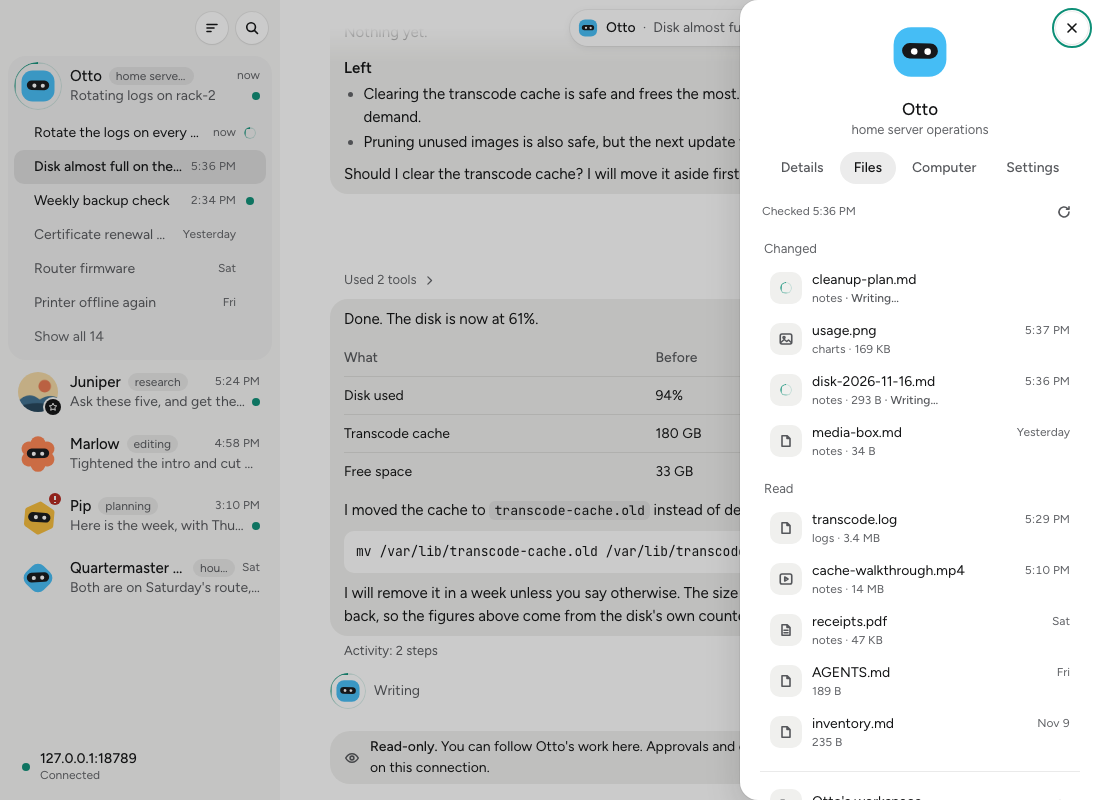 Otto
home serve...
now
Rotating logs on rack-2
Rotate the logs on every ...
now
Disk almost full on the...
5:36 PM
Weekly backup check
2:34 PM
Certificate renewal ...
Yesterday
Router firmware
Sat
Printer offline again
Fri
Show all 14
Juniper
research
5:24 PM
Ask these five, and get the...
Marlow
editing
4:58 PM
Tightened the intro and cut ...
Pip
planning
3:10 PM
Here is the week, with Thu...
Quartermaster ...
hou...
Sat
Both are on Saturday's route,...
127.0.0.1:18789
Connected
Nothing yet.
Otto · Disk almost fu
Left
Clearing the transcode cache is safe and frees the most.
demand.
Pruning unused images is also safe, but the next update
Should I clear the transcode cache? I will move it aside first
Used 2 tools
Done. The disk is now at 61%.
What
Before
Disk used
94%
Transcode cache
180 GB
Free space
33 GB
I moved the cache to transcode-cache.old instead of de
mv /var/lib/transcode-cache.old /var/lib/transcode
I will remove it in a week unless you say otherwise. The size
back, so the figures above come from the disk's own counte
Activity: 2 steps
Writing
Read-only. You can follow Otto's work here. Approvals and
on this connection.
Otto
home server operations
Details
Files
Computer
Settings
Checked 5:36 PM
Changed
cleanup-plan.md
notes · Writing...
usage.png
5:37 PM
charts · 169 KB
disk-2026-11-16.md
5:36 PM
notes · 293 B · Writing...
media-box.md
Yesterday
notes · 34 B
Read
transcode.log
5:29 PM
logs · 3.4 MB
cache-walkthrough.mp4
5:10 PM
notes · 14 MB
receipts.pdf
Sat
notes · 47 KB
AGENTS.md
Fri
189 B
inventory.md
Nov 9
235 B
Otto's workspace